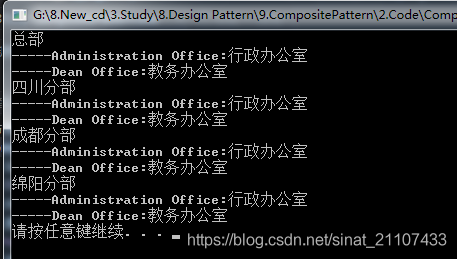 G:\8.New_cd\3.Study\8.Design Pattern\9.CompositePattern\2.Code\Comp
总部
-----Administration Office:行政办公室
-----Dean Office:教务办公室
四川分部
-----Administration Office:行政办公室
-----Dean Office:教务办公室
成都分部
-----Administration Office:行政办公室
-----Dean Office:教务办公室
绵阳分部
-----Administration Office:行政办公室
-----Dean Office:教务办公室
请按任意键继续. . .
https://blog.csdn.net/sinat_21107433